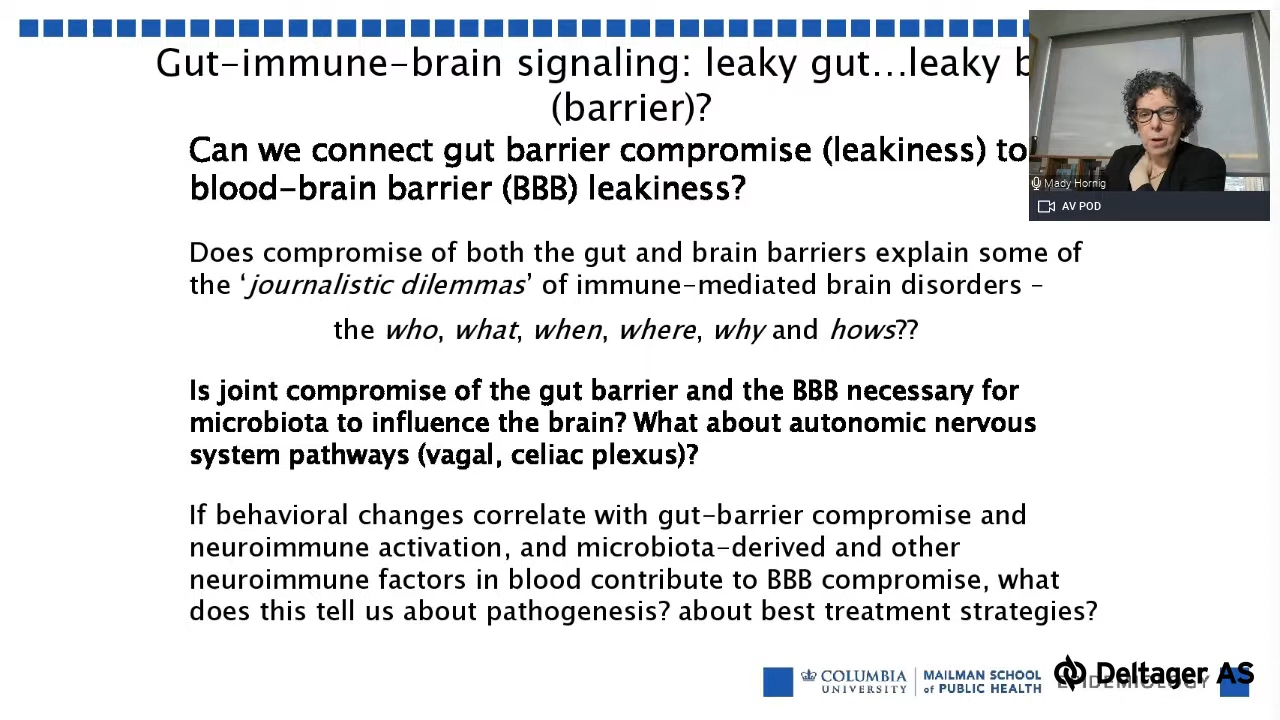 Gut-immune-brain signaling: leaky gut...leaky b
(barrier)?
Can we connect gut barrier compromise (leakiness) to
blood-brain barrier (BBB) leakiness?
Does compromise of both the gut and brain barriers explain some of
the ‘journalistic dilemmas’ of immune-mediated brain disorders –
the who, what, when, where, why and hows??
Is joint compromise of the gut barrier and the BBB necessary for
microbiota to influence the brain? What about autonomic nervous
system pathways (vagal, celiac plexus)?
If behavioral changes correlate with gut-barrier compromise and
neuroimmune activation, and microbiota-derived and other
neuroimmune factors in blood contribute to BBB compromise, what
does this tell us about pathogenesis? about best treatment strategies?
Mady Hornig
AV POD
COLUMBIA
UNIVERSITY
MAILMAN SCHOOL
of PUBLIC HEALTH
EPIDEMIOLOGY
Deltager AS